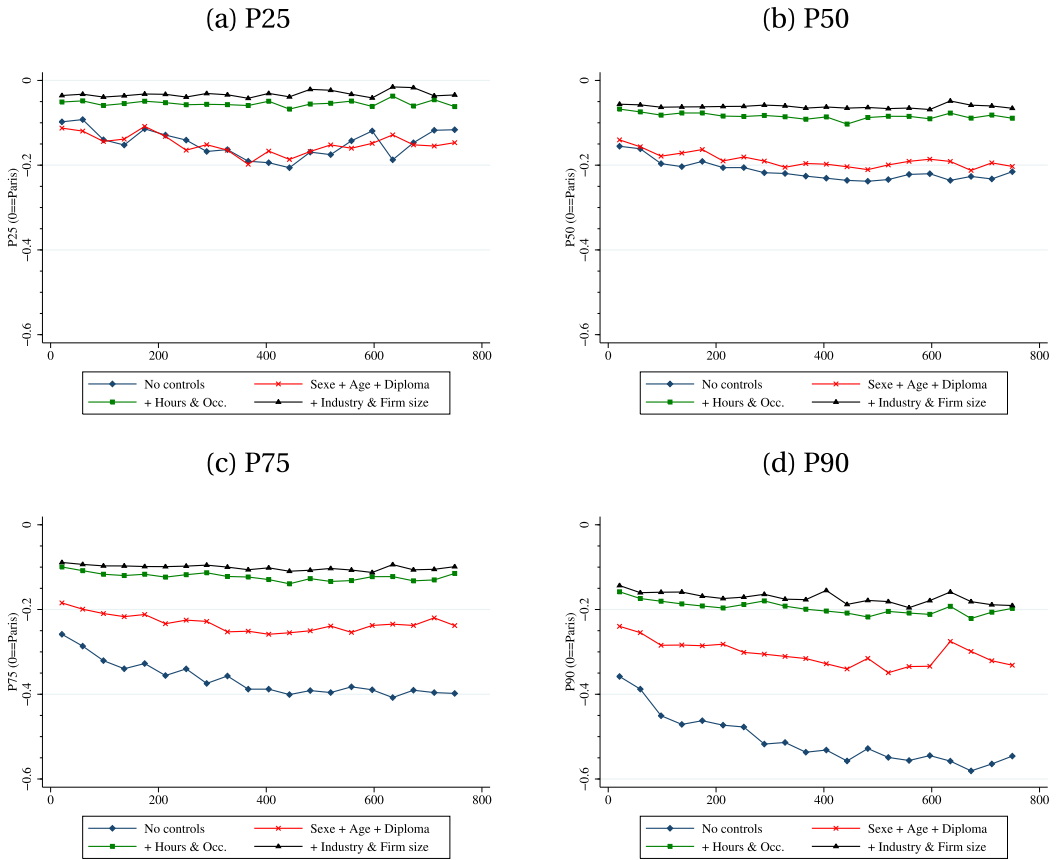 (a) P25
(b) P50
P25 (0==Paris)
0
−0.2
−0.4
−0.6
0 200 400 600 800
No controls
Sexe + Age + Diploma
+ Hours & Occ.
+ Industry & Firm size
P50 (0==Paris)
0
−0.2
−0.4
−0.6
0 200 400 600 800
No controls
Sexe + Age + Diploma
+ Hours & Occ.
+ Industry & Firm size
(c) P75
(d) P90
P75 (0==Paris)
0
−0.2
−0.4
−0.6
0 200 400 600 800
No controls
Sexe + Age + Diploma
+ Hours & Occ.
+ Industry & Firm size
P90 (0==Paris)
0
−0.2
−0.4
−0.6
0 200 400 600 800
No controls
Sexe + Age + Diploma
+ Hours & Occ.
+ Industry & Firm size